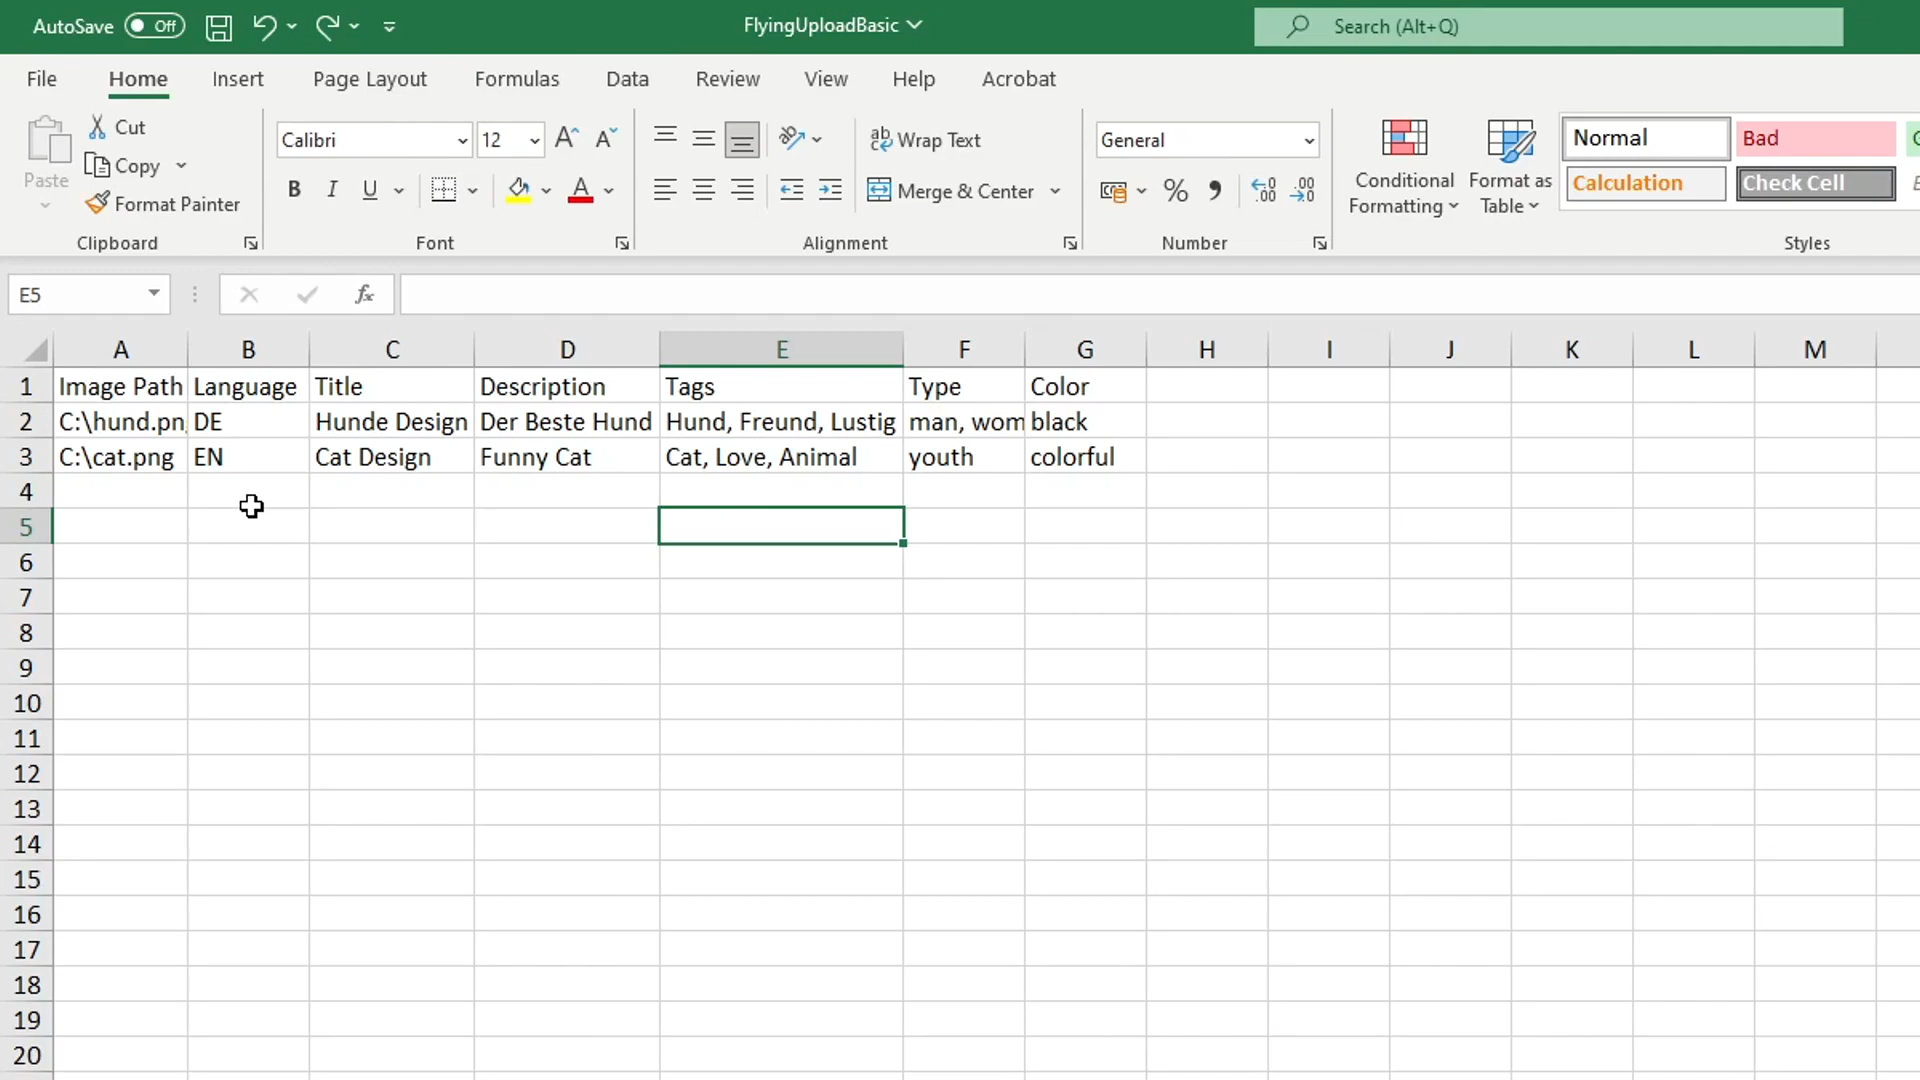 AutoSave Off FlyingUploadBasic Search (Alt+Q)
File Home Insert Page Layout Formulas Data Review View Help Acrobat
Paste
Cut
Copy
Format Painter
Clipboard
Calibri 12
B I U A
Font
ab Wrap Text
Merge & Center
Alignment
General
% 9 .00
Number
Conditional Formatting
Format as Table
Normal Bad
Calculation Check Cell
Styles
E5 fx
A B C D E F G H I J K L M
1 Image Path Language Title Description Tags Type Color
2 C:\hund.pn DE Hunde Design Der Beste Hund Hund, Freund, Lustig man, wom black
3 C:\cat.png EN Cat Design Funny Cat Cat, Love, Animal youth colorful
4
5
6
7
8
9
10
11
12
13
14
15
16
17
18
19
20